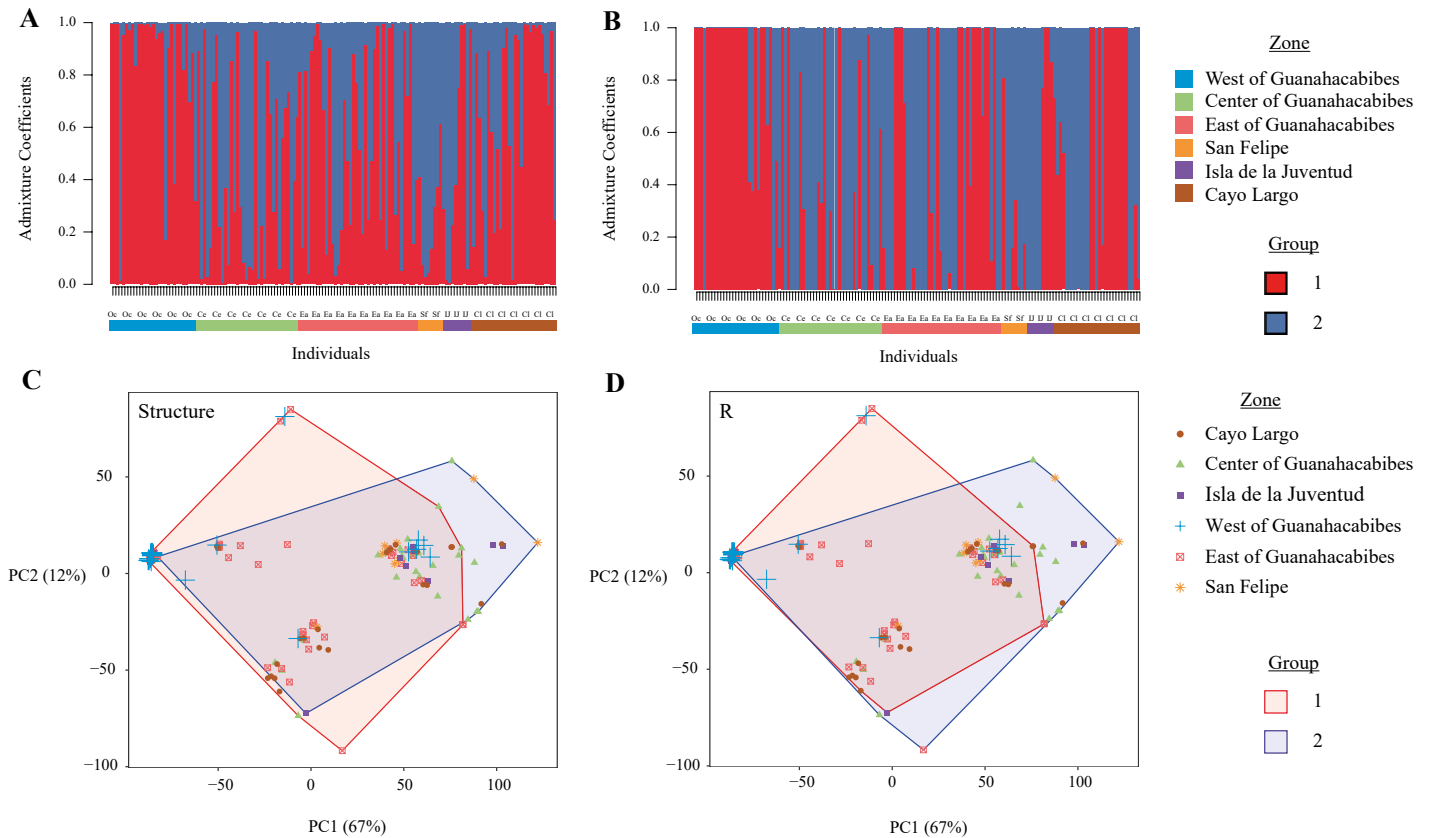 A
Admixture Coefficients
1.0
0.8
0.6
0.4
0.2
0.0
Oc Oc Oc Oc Oc Oc Ce Ce Ce Ce Ce Ce Ce Ea Ea Ea Ea Ea Ea Ea Ea Sf Sf IJ IJ IJ Cl Cl Cl Cl Cl Cl
Individuals
B
Admixture Coefficients
1.0
0.8
0.6
0.4
0.2
0.0
Oc Oc Oc Oc Oc Oc Ce Ce Ce Ce Ce Ce Ce Ea Ea Ea Ea Ea Ea Ea Ea Ea Ea Sf Sf IJ IJ IJ Cl Cl Cl Cl Cl Cl
Individuals
Zone
West of Guanahacabibes
Center of Guanahacabibes
East of Guanahacabibes
San Felipe
Isla de la Juventud
Cayo Largo
Group
1
2
C
Structure
PC2 (12%)
50
0
−50
−100
−50
0
50
100
PC1 (67%)
D
R
PC2 (12%)
50
0
−50
−100
−50
0
50
100
PC1 (67%)
Zone
Cayo Largo
Center of Guanahacabibes
Isla de la Juventud
West of Guanahacabibes
East of Guanahacabibes
San Felipe
Group
1
2